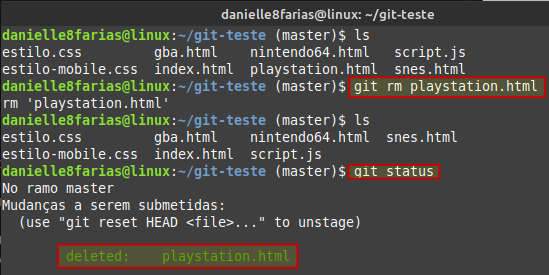 danielle8farias@linux: ~/git-teste
danielle8farias@linux:~/git-teste (master)$ ls
estilo.css         gba.html    nintendo64.html   script.js
estilo-mobile.css  index.html  playstation.html  snes.html
danielle8farias@linux:~/git-teste (master)$ git rm playstation.html
rm 'playstation.html'
danielle8farias@linux:~/git-teste (master)$ ls
estilo.css         gba.html    nintendo64.html  snes.html
estilo-mobile.css  index.html  script.js
danielle8farias@linux:~/git-teste (master)$ git status
No ramo master
Mudanças a serem submetidas:
  (use "git reset HEAD <file>..." to unstage)
deleted:    playstation.html